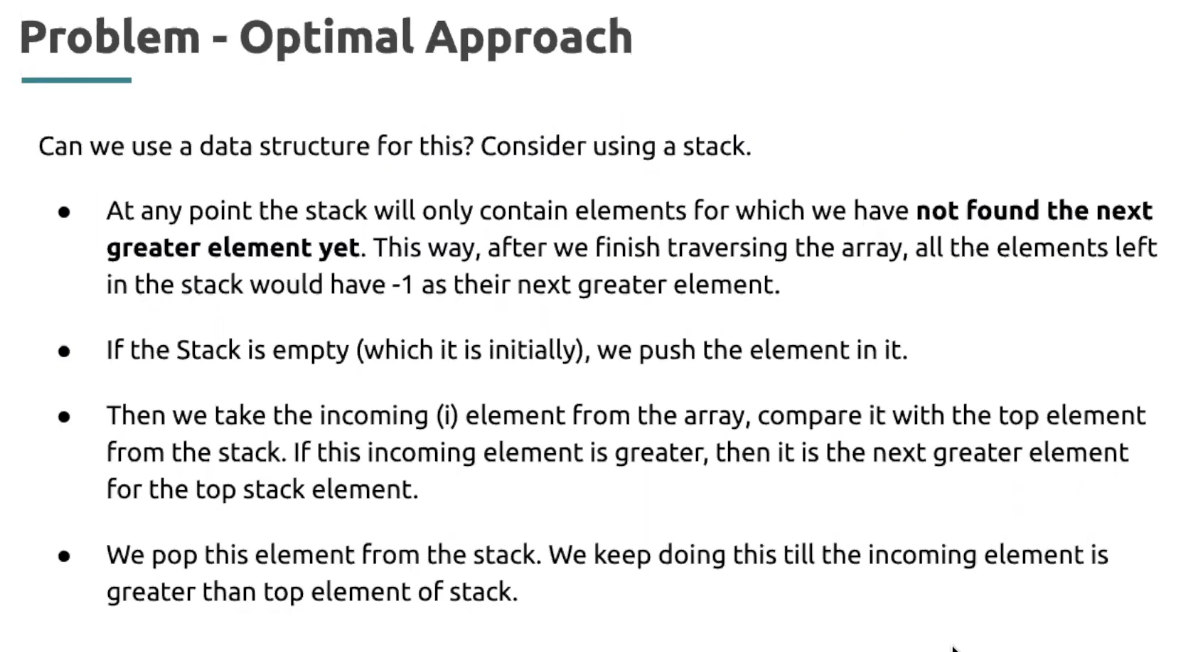 Problem - Optimal Approach
Can we use a data structure for this? Consider using a stack.
● At any point the stack will only contain elements for which we have not found the next
greater element yet. This way, after we finish traversing the array, all the elements left
in the stack would have -1 as their next greater element.
● If the Stack is empty (which it is initially), we push the element in it.
● Then we take the incoming (i) element from the array, compare it with the top element
from the stack. If this incoming element is greater, then it is the next greater element
for the top stack element.
● We pop this element from the stack. We keep doing this till the incoming element is
greater than top element of stack.